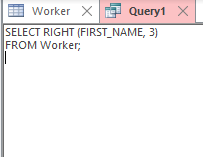 Worker Query1
SELECT RIGHT (FIRST_NAME, 3)
FROM Worker;